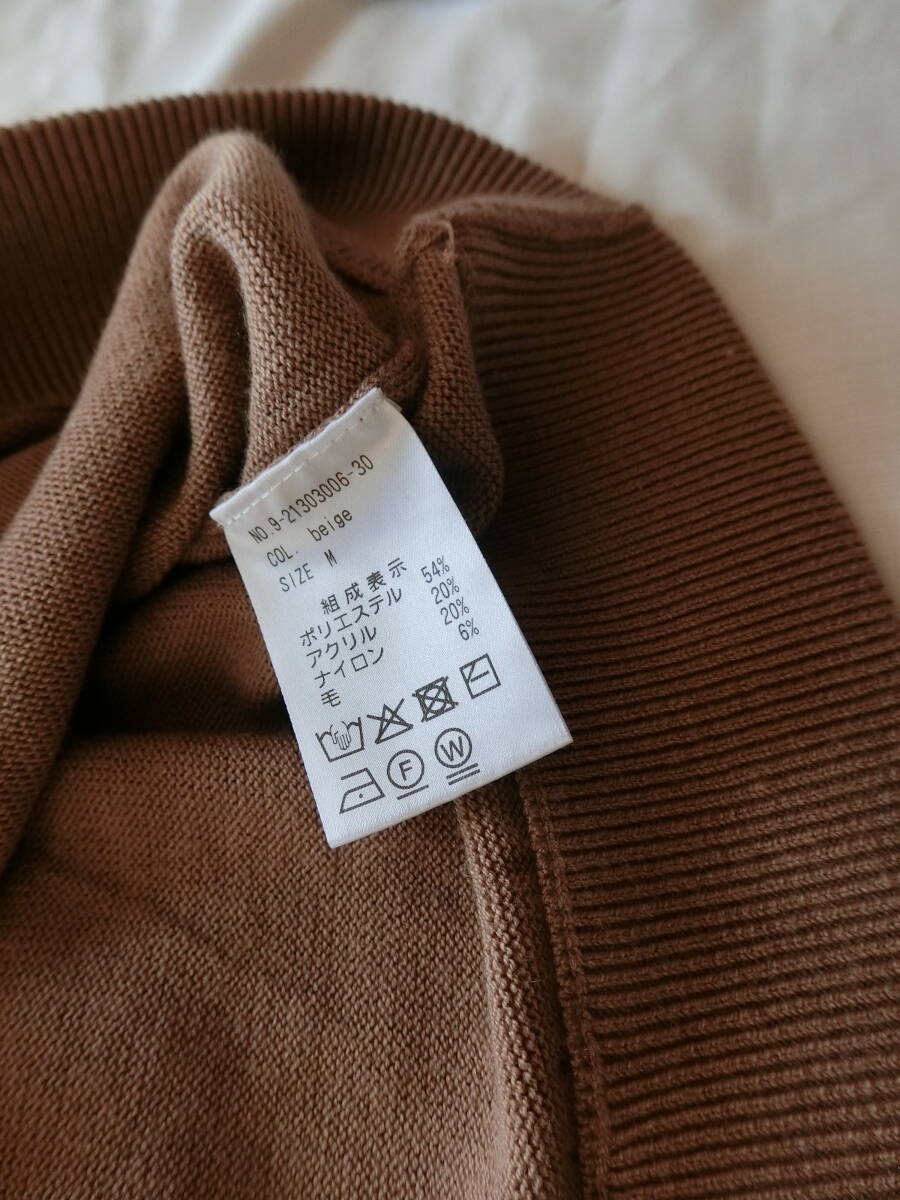 NO.9-21303006-30
COL. beige
SIZE M
組成表示
ポリエステル 54%
アクリル 20%
ナイロン 20%
毛 6%
F W